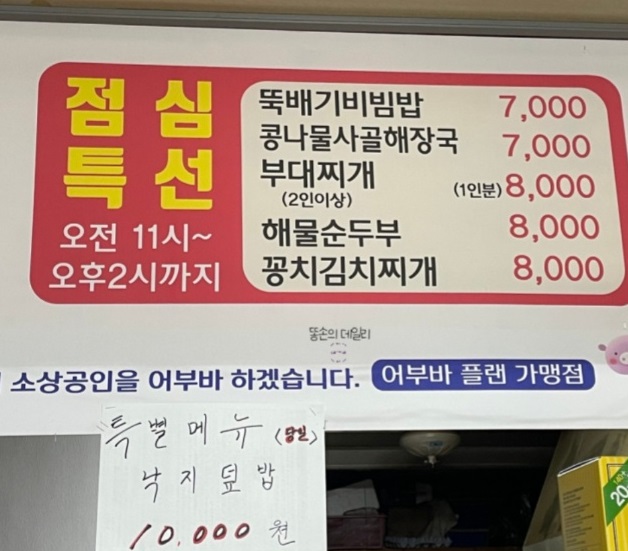 점심
특선
오전 11시~
오후2시까지
뚝배기비빔밥 7,000
콩나물사골해장국 7,000
부대찌개 (1인분) 8,000
(2인이상)
해물순두부 8,000
꽁치김치찌개 8,000
똥손의 데일리
소상공인을 어부바 하겠습니다. 어부바 플랜 가맹점
특별메뉴 <당일>
낙지덮밥
10,000 원
20